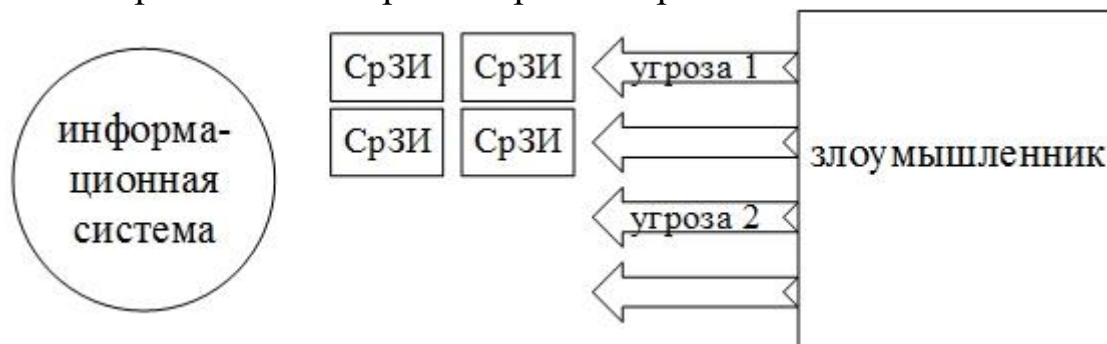 СрЗИ СрЗИ угроза 1
СрЗИ СрЗИ
информа-
ционная
система
злоумышленник
угроза 2